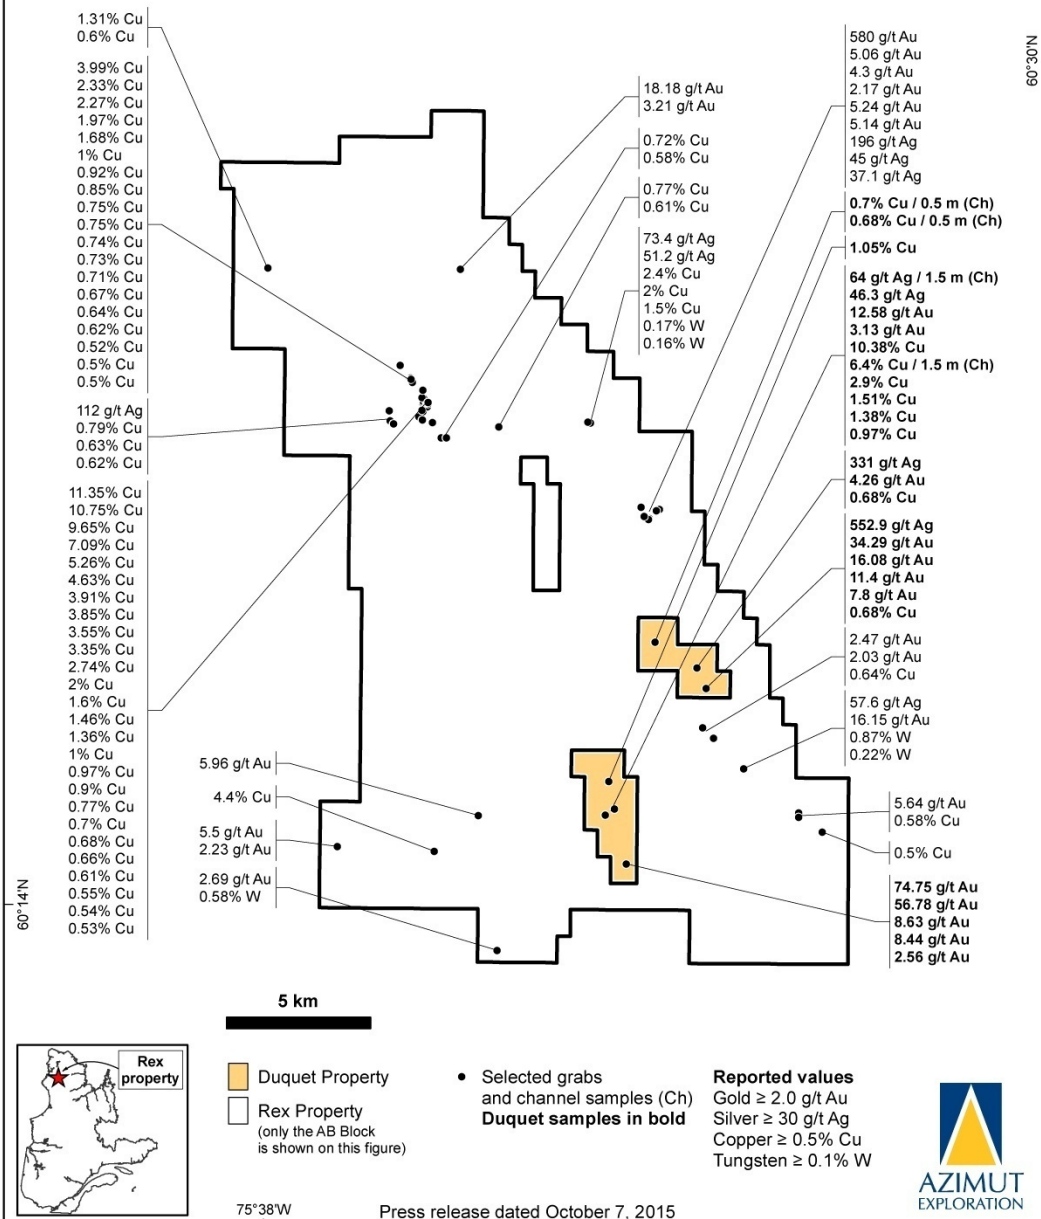 1.31% Cu
0.6% Cu
3.99% Cu
2.33% Cu
2.27% Cu
1.97% Cu
1.68% Cu
1% Cu
0.92% Cu
0.85% Cu
0.75% Cu
0.75% Cu
0.74% Cu
0.73% Cu
0.71% Cu
0.67% Cu
0.64% Cu
0.62% Cu
0.52% Cu
0.5% Cu
0.5% Cu
112 g/t Ag
0.79% Cu
0.63% Cu
0.62% Cu
11.35% Cu
10.75% Cu
9.65% Cu
7.09% Cu
5.26% Cu
4.63% Cu
3.91% Cu
3.85% Cu
3.55% Cu
3.35% Cu
2.74% Cu
2% Cu
1.6% Cu
1.46% Cu
1.36% Cu
1% Cu
0.97% Cu
0.9% Cu
0.77% Cu
0.7% Cu
0.68% Cu
0.66% Cu
0.61% Cu
0.55% Cu
0.54% Cu
0.53% Cu
60°14'N
5.96 g/t Au
4.4% Cu
5.5 g/t Au
2.23 g/t Au
2.69 g/t Au
0.58% W
18.18 g/t Au
3.21 g/t Au
0.72% Cu
0.58% Cu
0.77% Cu
0.61% Cu
73.4 g/t Ag
51.2 g/t Ag
2.4% Cu
2% Cu
1.5% Cu
0.17% W
0.16% W
60°30'N
580 g/t Au
5.06 g/t Au
4.3 g/t Au
2.17 g/t Au
5.24 g/t Au
5.14 g/t Au
196 g/t Ag
45 g/t Ag
37.1 g/t Ag
0.7% Cu / 0.5 m (Ch)
0.68% Cu / 0.5 m (Ch)
1.05% Cu
64 g/t Ag / 1.5 m (Ch)
46.3 g/t Ag
12.58 g/t Au
3.13 g/t Au
10.38% Cu
6.4% Cu / 1.5 m (Ch)
2.9% Cu
1.51% Cu
1.38% Cu
0.97% Cu
331 g/t Ag
4.26 g/t Au
0.68% Cu
552.9 g/t Ag
34.29 g/t Au
16.08 g/t Au
11.4 g/t Au
7.8 g/t Au
0.68% Cu
2.47 g/t Au
2.03 g/t Au
0.64% Cu
57.6 g/t Ag
16.15 g/t Au
0.87% W
0.22% W
5.64 g/t Au
0.58% Cu
0.5% Cu
74.75 g/t Au
56.78 g/t Au
8.63 g/t Au
8.44 g/t Au
2.56 g/t Au
5 km
Rex
property
Duquet Property
Rex Property
(only the AB Block
is shown on this figure)
Selected grabs
and channel samples (Ch)
Duquet samples in bold
Reported values
Gold ≥ 2.0 g/t Au
Silver ≥ 30 g/t Ag
Copper ≥ 0.5% Cu
Tungsten ≥ 0.1% W
AZIMUT
EXPLORATION
75°38'W
Press release dated October 7, 2015